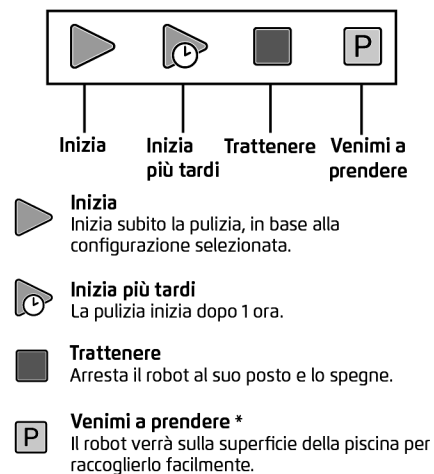 P
Inizia
Inizia più tardi
Trattenere
Venimi a prendere
Inizia
Inizia subito la pulizia, in base alla
configurazione selezionata.
Inizia più tardi
La pulizia inizia dopo 1 ora.
Trattenere
Arresta il robot al suo posto e lo spegne.
P
Venimi a prendere *
Il robot verrà sulla superficie della piscina per
raccoglierlo facilmente.